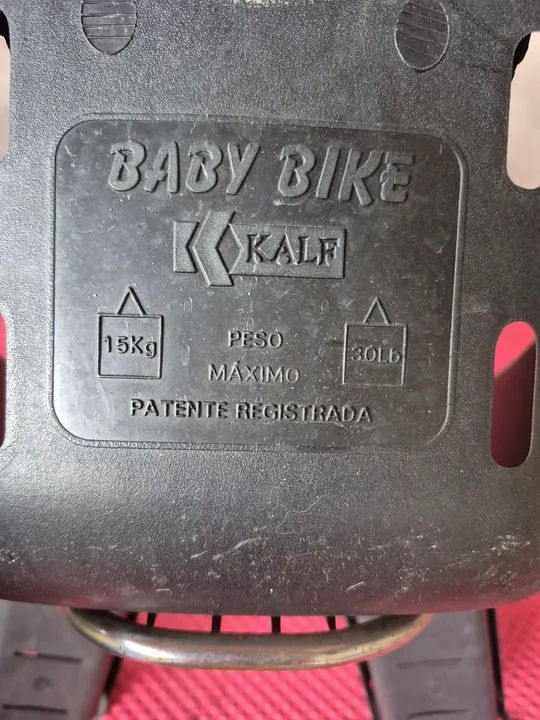 BABY BIKE
KALF
15Kg
PESO
MÁXIMO
30Lb
PATENTE REGISTRADA